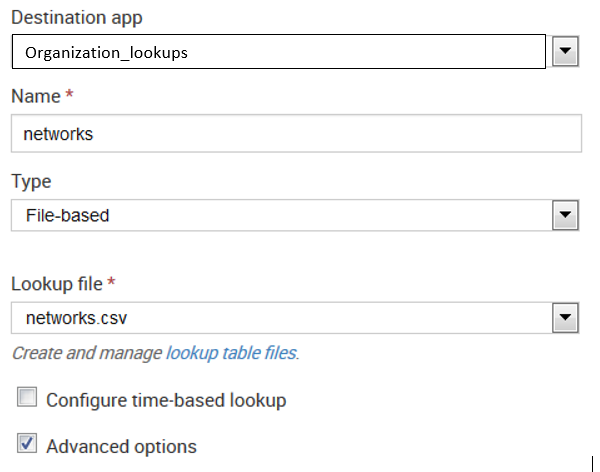 Destination app
Organization_lookups
Name *
networks
Type
File-based
Lookup file *
networks.csv
Create and manage lookup table files.
Configure time-based lookup
Advanced options